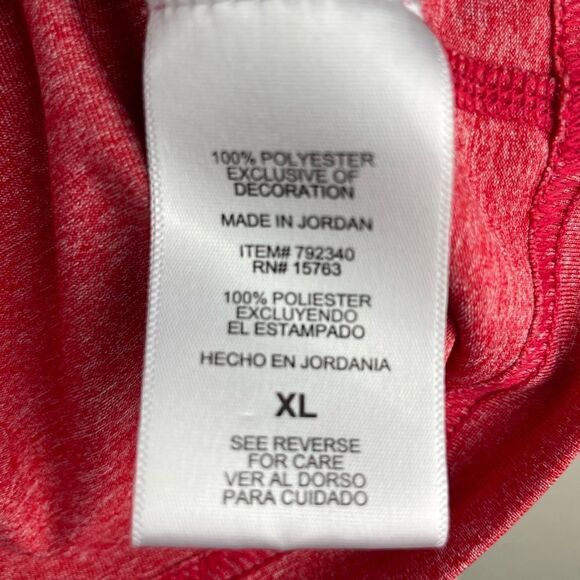 100% POLYESTER
EXCLUSIVE OF
DECORATION
MADE IN JORDAN
ITEM# 792340
RN# 15763
100% POLIESTER
EXCLUYENDO
EL ESTAMPADO
HECHO EN JORDANIA
XL
SEE REVERSE
FOR CARE
VER AL DORSO
PARA CUIDADO